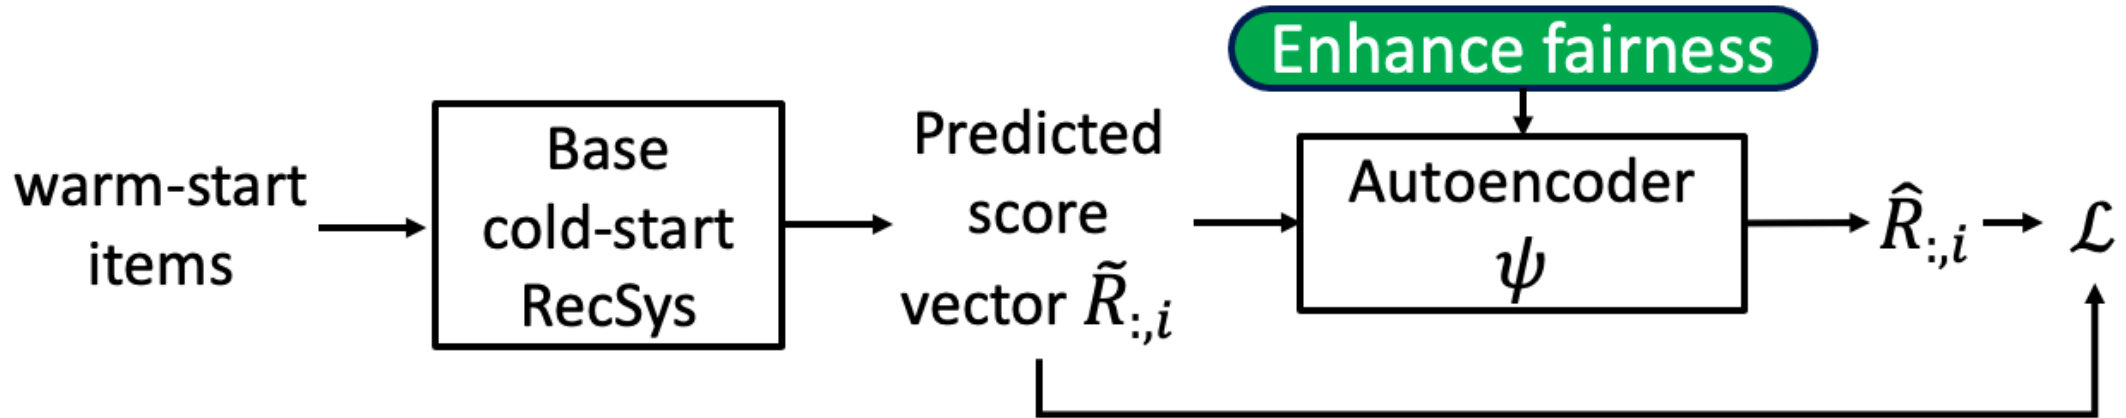 Enhance fairness
warm-start
items
Base
cold-start
RecSys
Predicted
score
vector R̃:,i
Autoencoder
ψ
R̂:,i
ℒ